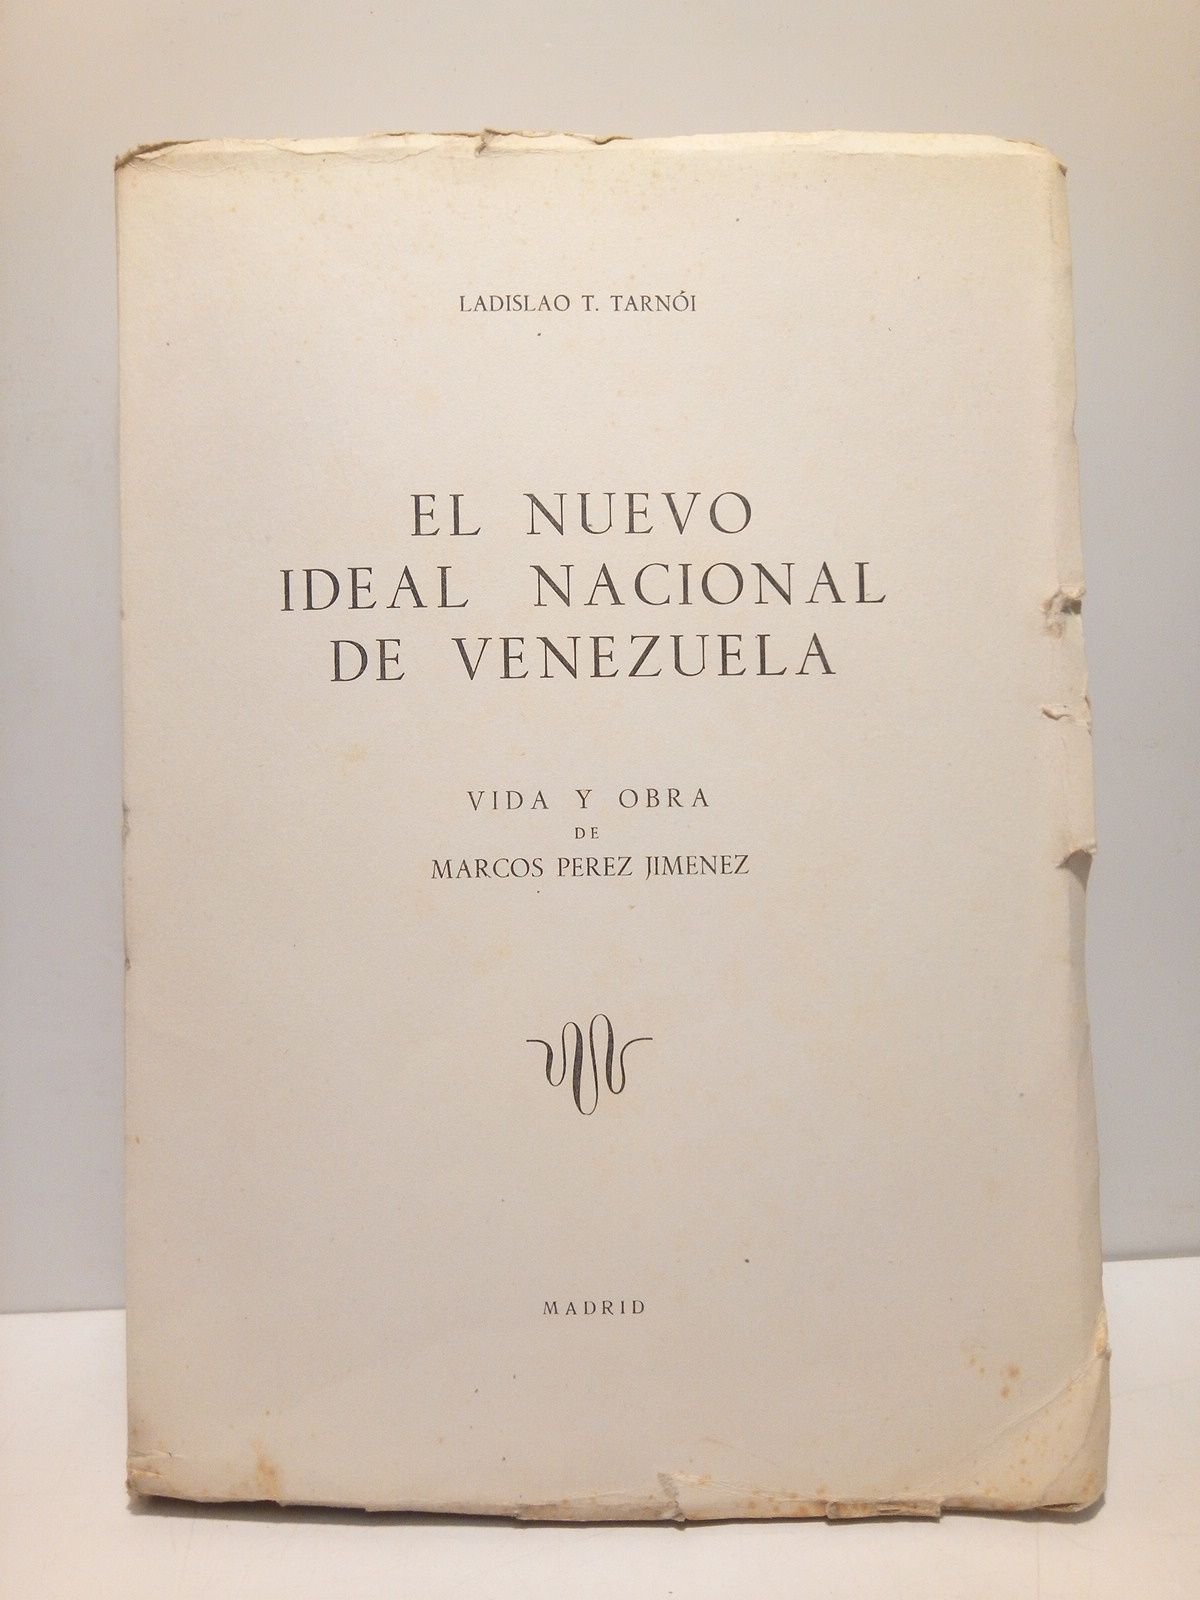 LADISLAO T. TARNÓI
EL NUEVO
IDEAL NACIONAL
DE VENEZUELA
VIDA Y OBRA
DE
MARCOS PEREZ JIMENEZ
MADRID